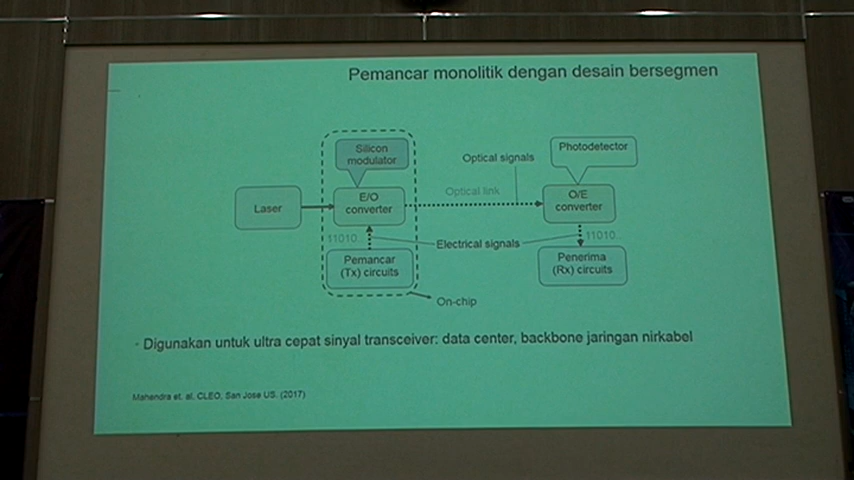 Pemancar monolitik dengan desain bersegmen
Silicon
modulator
Photodetector
Optical signals
Laser
E/O
converter
Optical link
O/E
converter
11010...
Electrical signals
11010...
Pemancar
(Tx) circuits
Penerima
(Rx) circuits
On-chip
- Digunakan untuk ultra cepat sinyal transceiver: data center, backbone jaringan nirkabel
Mahendra et. al, CLEO, San Jose US. (2017)